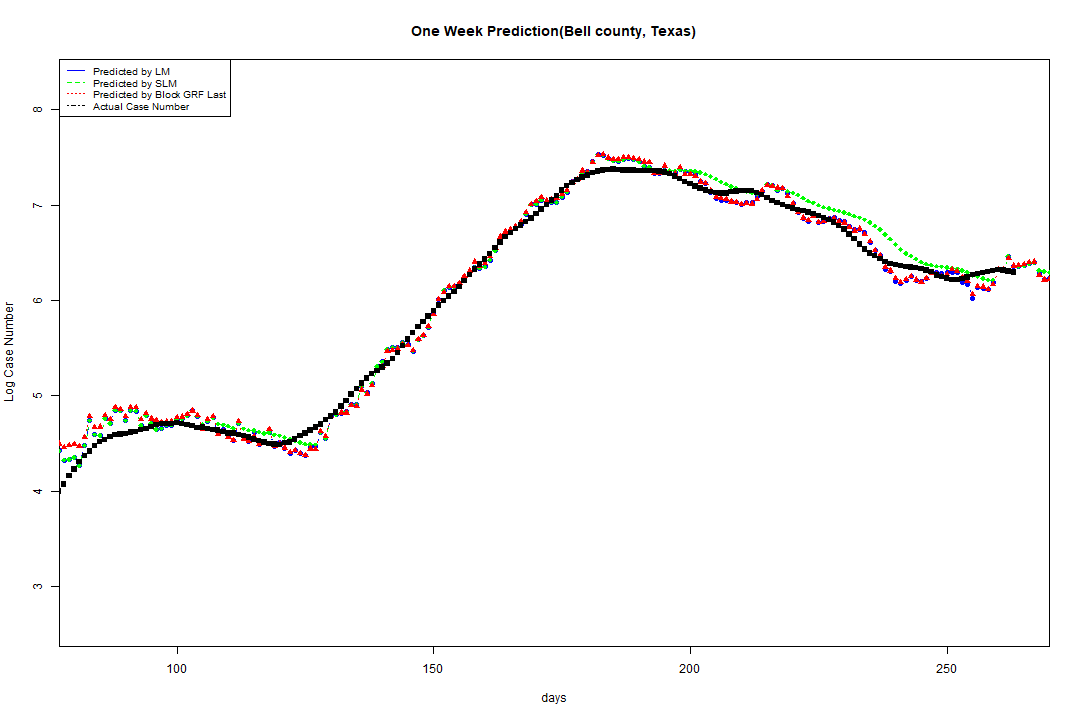 One Week Prediction(Bell county, Texas)
Predicted by LM
Predicted by SLM
Predicted by Block GRF Last
Actual Case Number
8
7
6
5
4
3
Log Case Number
100 150 200 250
days